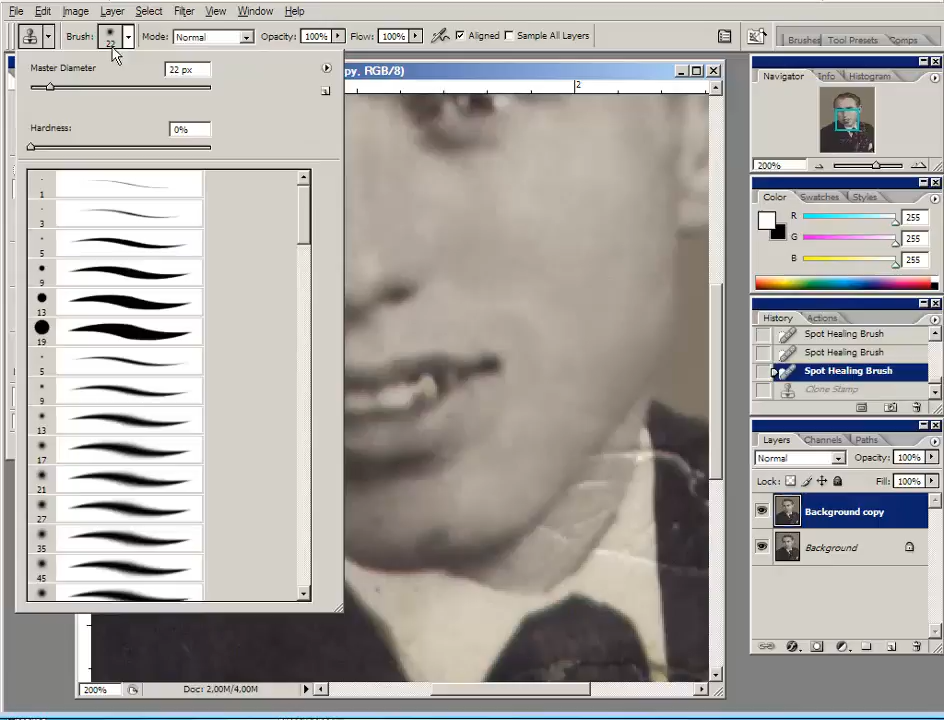 File Edit Image Layer Select Filter View Window Help
Brush: 22 Mode: Normal Opacity: 100% Flow: 100% Aligned Sample All Layers Brushes Tool Presets Comps
Master Diameter 22 px
Hardness: 0%
1
3
5
9
13
19
5
9
13
17
21
27
35
45
py, RGB/8)
2
200% Doc: 2,00M/4,00M
Navigator Info Histogram
200%
Color Swatches Styles
R 255
G 255
B 255
History Actions
Spot Healing Brush
Spot Healing Brush
Spot Healing Brush
Clone Stamp
Layers Channels Paths
Normal Opacity: 100%
Lock: Fill: 100%
Background copy
Background